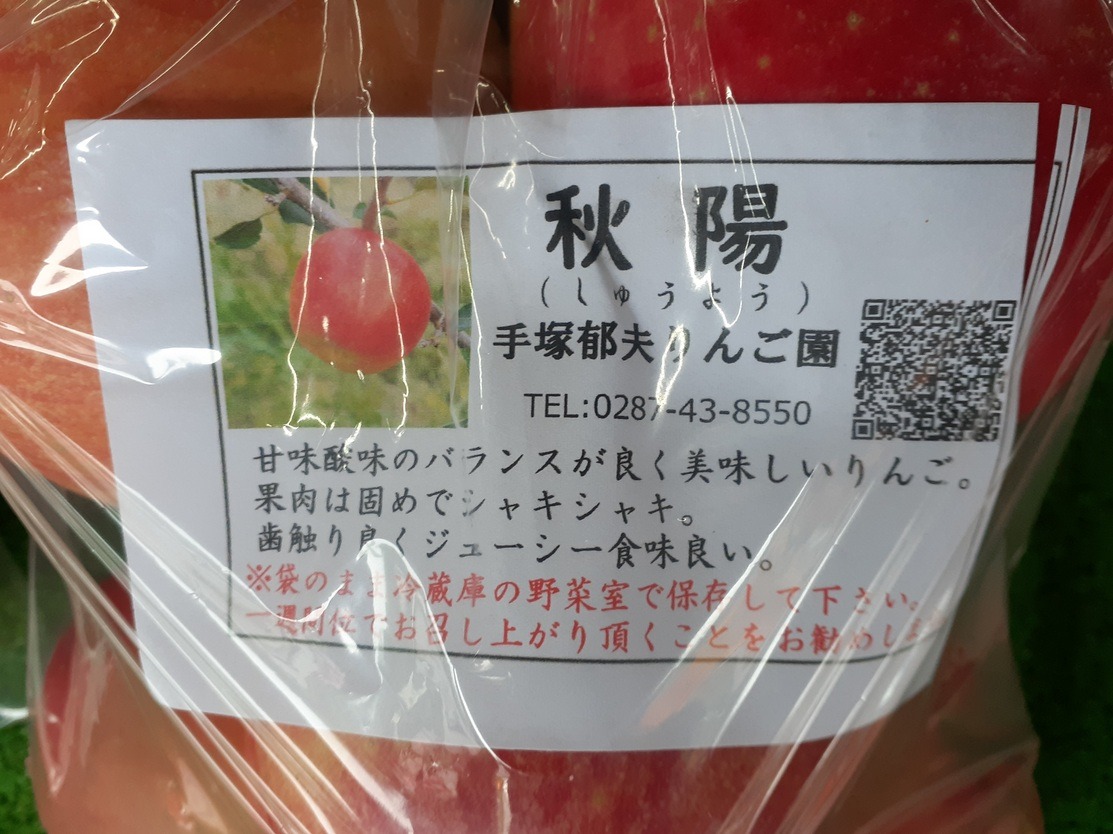 秋陽
(しゅうよう)
手塚郁夫りんご園
TEL:0287-43-8550
甘味酸味のバランスが良く美味しいりんご。
果肉は固めでシャキシャキ。
歯触り良くジューシー食味良い。
※袋のまま冷蔵庫の野菜室で保存して下さい。
一週間位でお召し上がり頂くことをお勧めします